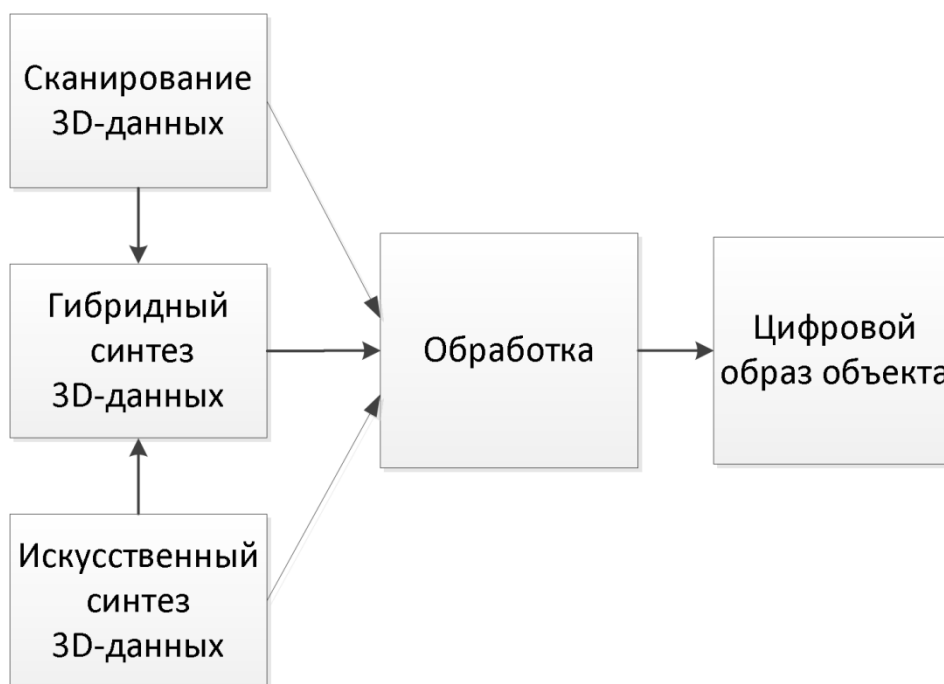 Сканирование
3D-данных
Гибридный
синтез
3D-данных
Искусственный
синтез
3D-данных
Обработка
Цифровой
образ объекта